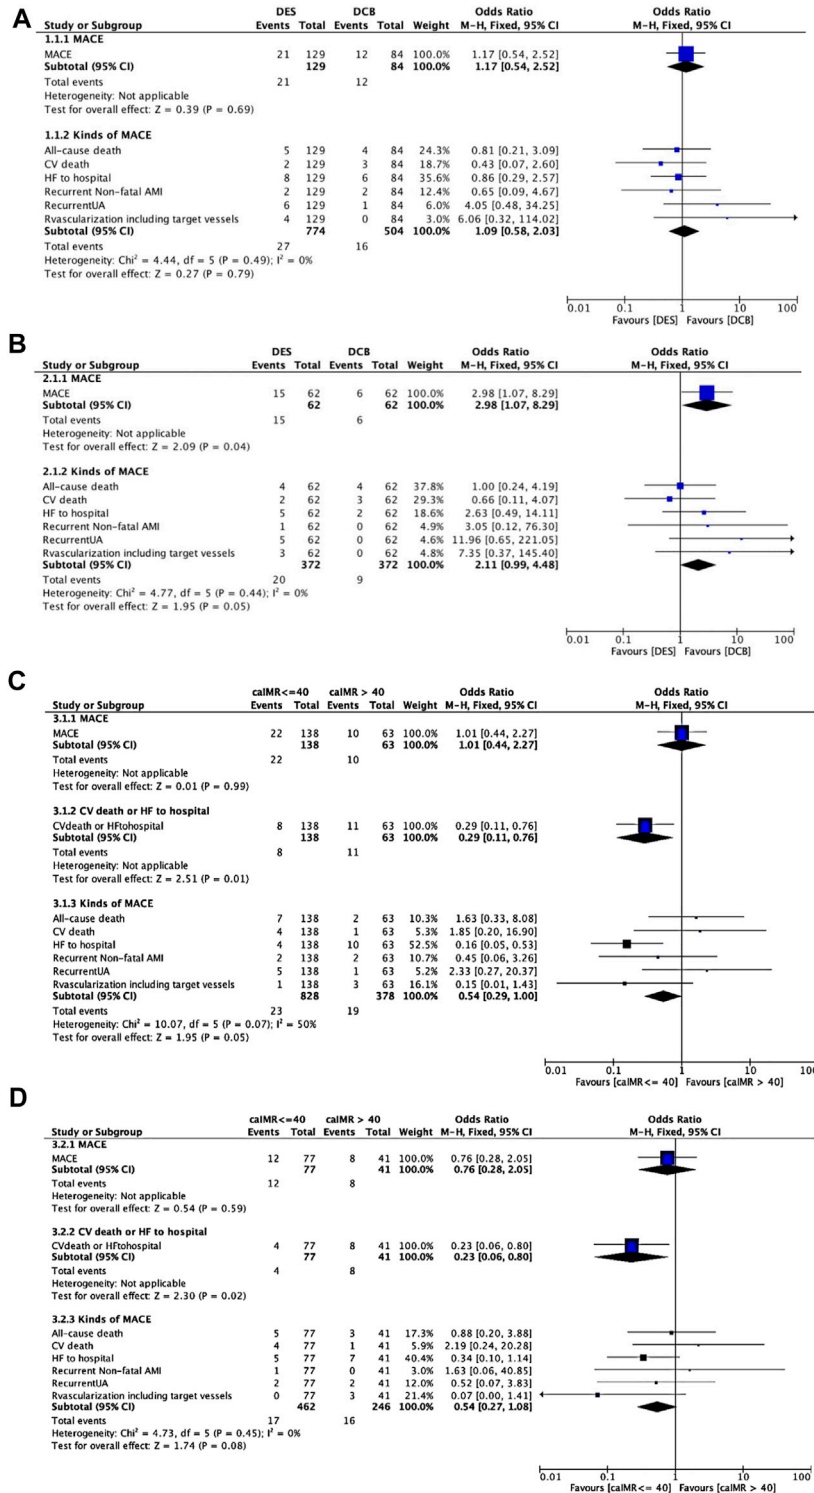 A
DES DCB Odds Ratio Odds Ratio
Study or Subgroup Events Total Events Total Weight M-H, Fixed, 95% CI M-H, Fixed, 95% CI
1.1.1 MACE
MACE 21 129 12 84 100.0% 1.17 [0.54, 2.52]
Subtotal (95% CI) 129 84 100.0% 1.17 [0.54, 2.52]
Total events 21 12
Heterogeneity: Not applicable
Test for overall effect: Z = 0.39 (P = 0.69)
1.1.2 Kinds of MACE
All-cause death 5 129 4 84 24.3% 0.81 [0.21, 3.09]
CV death 2 129 3 84 18.7% 0.43 [0.07, 2.60]
HF to hospital 8 129 6 84 35.6% 0.86 [0.29, 2.57]
Recurrent Non-fatal AMI 2 129 2 84 12.4% 0.65 [0.09, 4.67]
RecurrentUA 6 129 1 84 6.0% 4.05 [0.48, 34.25]
Rvascularization including target vessels 4 129 0 84 3.0% 6.06 [0.32, 114.02]
Subtotal (95% CI) 774 504 100.0% 1.09 [0.58, 2.03]
Total events 27 16
Heterogeneity: Chi² = 4.44, df = 5 (P = 0.49); I² = 0%
Test for overall effect: Z = 0.27 (P = 0.79)
0.01 0.1 1 10 100
Favours [DES] Favours [DCB]
B
DES DCB Odds Ratio Odds Ratio
Study or Subgroup Events Total Events Total Weight M-H, Fixed, 95% CI M-H, Fixed, 95% CI
2.1.1 MACE
MACE 15 62 6 62 100.0% 2.98 [1.07, 8.29]
Subtotal (95% CI) 62 62 100.0% 2.98 [1.07, 8.29]
Total events 15 6
Heterogeneity: Not applicable
Test for overall effect: Z = 2.09 (P = 0.04)
2.1.2 Kinds of MACE
All-cause death 4 62 4 62 37.8% 1.00 [0.24, 4.19]
CV death 2 62 3 62 29.3% 0.66 [0.11, 4.07]
HF to hospital 5 62 2 62 18.6% 2.63 [0.49, 14.11]
Recurrent Non-fatal AMI 1 62 0 62 4.9% 3.05 [0.12, 76.30]
RecurrentUA 5 62 0 62 4.6% 11.96 [0.65, 221.05]
Rvascularization including target vessels 3 62 0 62 4.8% 7.35 [0.37, 145.40]
Subtotal (95% CI) 372 372 100.0% 2.11 [0.99, 4.48]
Total events 20 9
Heterogeneity: Chi² = 4.77, df = 5 (P = 0.44); I² = 0%
Test for overall effect: Z = 1.95 (P = 0.05)
0.01 0.1 1 10 100
Favours [DES] Favours [DCB]
C
caIMR<=40 caIMR > 40 Odds Ratio Odds Ratio
Study or Subgroup Events Total Events Total Weight M-H, Fixed, 95% CI M-H, Fixed, 95% CI
3.1.1 MACE
MACE 22 138 10 63 100.0% 1.01 [0.44, 2.27]
Subtotal (95% CI) 138 63 100.0% 1.01 [0.44, 2.27]
Total events 22 10
Heterogeneity: Not applicable
Test for overall effect: Z = 0.01 (P = 0.99)
3.1.2 CV death or HF to hospital
CVdeath or HFtohospital 8 138 11 63 100.0% 0.29 [0.11, 0.76]
Subtotal (95% CI) 138 63 100.0% 0.29 [0.11, 0.76]
Total events 8 11
Heterogeneity: Not applicable
Test for overall effect: Z = 2.51 (P = 0.01)
3.1.3 Kinds of MACE
All-cause death 7 138 2 63 10.3% 1.63 [0.33, 8.08]
CV death 4 138 1 63 5.3% 1.85 [0.20, 16.90]
HF to hospital 4 138 10 63 52.5% 0.16 [0.05, 0.53]
Recurrent Non-fatal AMI 2 138 2 63 10.7% 0.45 [0.06, 3.26]
RecurrentUA 5 138 1 63 5.2% 2.33 [0.27, 20.37]
Rvascularization including target vessels 1 138 3 63 16.1% 0.15 [0.01, 1.43]
Subtotal (95% CI) 828 378 100.0% 0.54 [0.29, 1.00]
Total events 23 19
Heterogeneity: Chi² = 10.07, df = 5 (P = 0.07); I² = 50%
Test for overall effect: Z = 1.95 (P = 0.05)
0.01 0.1 1 10 100
Favours [caIMR<= 40] Favours [caIMR > 40]
D
caIMR<=40 caIMR > 40 Odds Ratio Odds Ratio
Study or Subgroup Events Total Events Total Weight M-H, Fixed, 95% CI M-H, Fixed, 95% CI
3.2.1 MACE
MACE 12 77 8 41 100.0% 0.76 [0.28, 2.05]
Subtotal (95% CI) 77 41 100.0% 0.76 [0.28, 2.05]
Total events 12 8
Heterogeneity: Not applicable
Test for overall effect: Z = 0.54 (P = 0.59)
3.2.2 CV death or HF to hospital
CVdeath or HFtohospital 4 77 8 41 100.0% 0.23 [0.06, 0.80]
Subtotal (95% CI) 77 41 100.0% 0.23 [0.06, 0.80]
Total events 4 8
Heterogeneity: Not applicable
Test for overall effect: Z = 2.30 (P = 0.02)
3.2.3 Kinds of MACE
All-cause death 5 77 3 41 17.3% 0.88 [0.20, 3.88]
CV death 4 77 1 41 5.9% 2.19 [0.24, 20.28]
HF to hospital 5 77 7 41 40.4% 0.34 [0.10, 1.14]
Recurrent Non-fatal AMI 1 77 0 41 3.0% 1.63 [0.06, 40.85]
RecurrentUA 2 77 2 41 12.0% 0.52 [0.07, 3.83]
Rvascularization including target vessels 0 77 3 41 21.4% 0.07 [0.00, 1.41]
Subtotal (95% CI) 462 246 100.0% 0.54 [0.27, 1.08]
Total events 17 16
Heterogeneity: Chi² = 4.73, df = 5 (P = 0.45); I² = 0%
Test for overall effect: Z = 1.74 (P = 0.08)
0.01 0.1 1 10 100
Favours [caIMR<= 40] Favours [caIMR > 40]